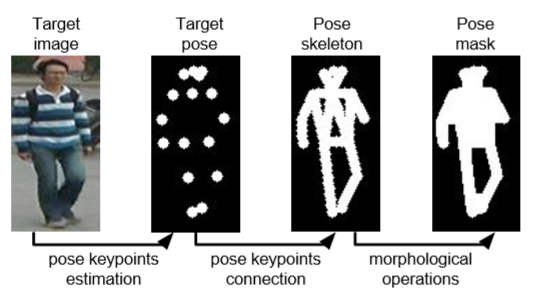 Target
image
Target
pose
Pose
skeleton
Pose
mask
pose keypoints
estimation
pose keypoints
connection
morphological
operations